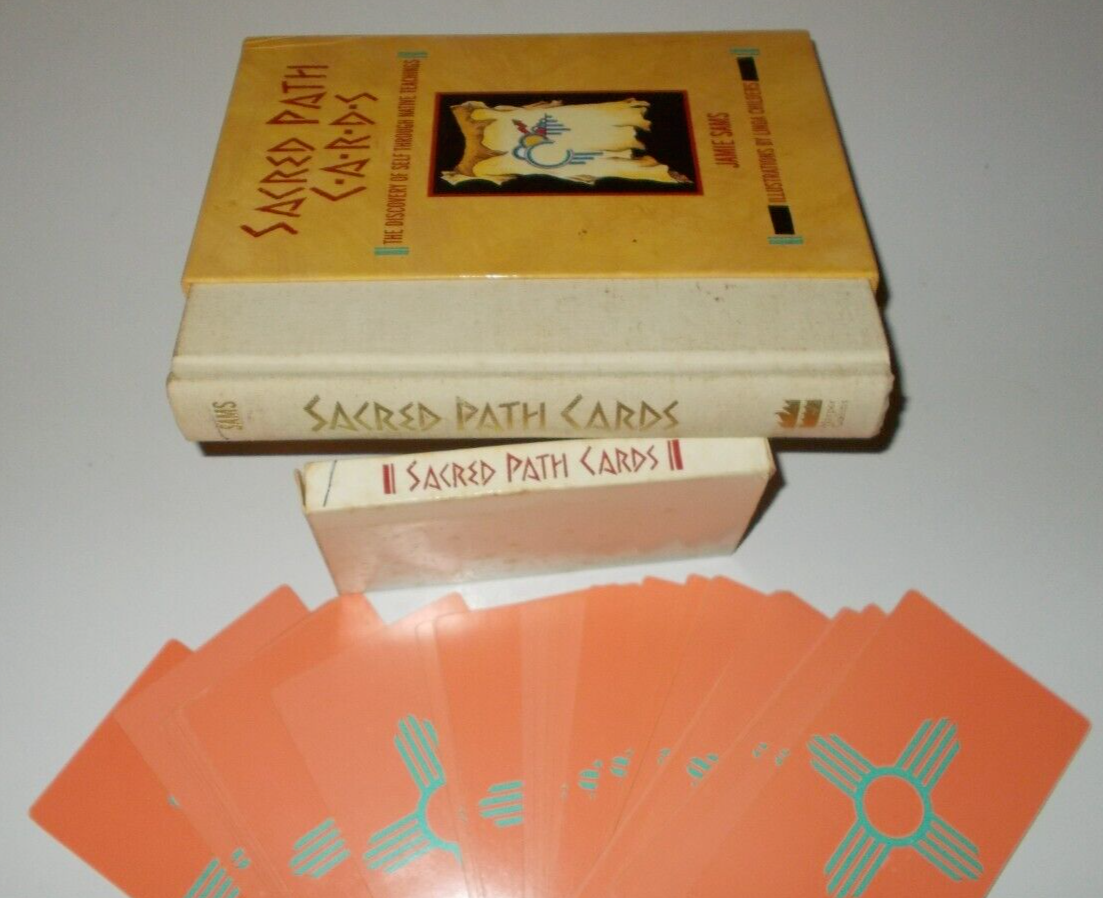 SACRED PATH
C·A·R·D·S
THE DISCOVERY OF SELF THROUGH NATIVE TEACHINGS
JAMIE SAMS
ILLUSTRATIONS BY LINDA CHILDERS
SAMS
SACRED PATH CARDS
SACRED PATH CARDS